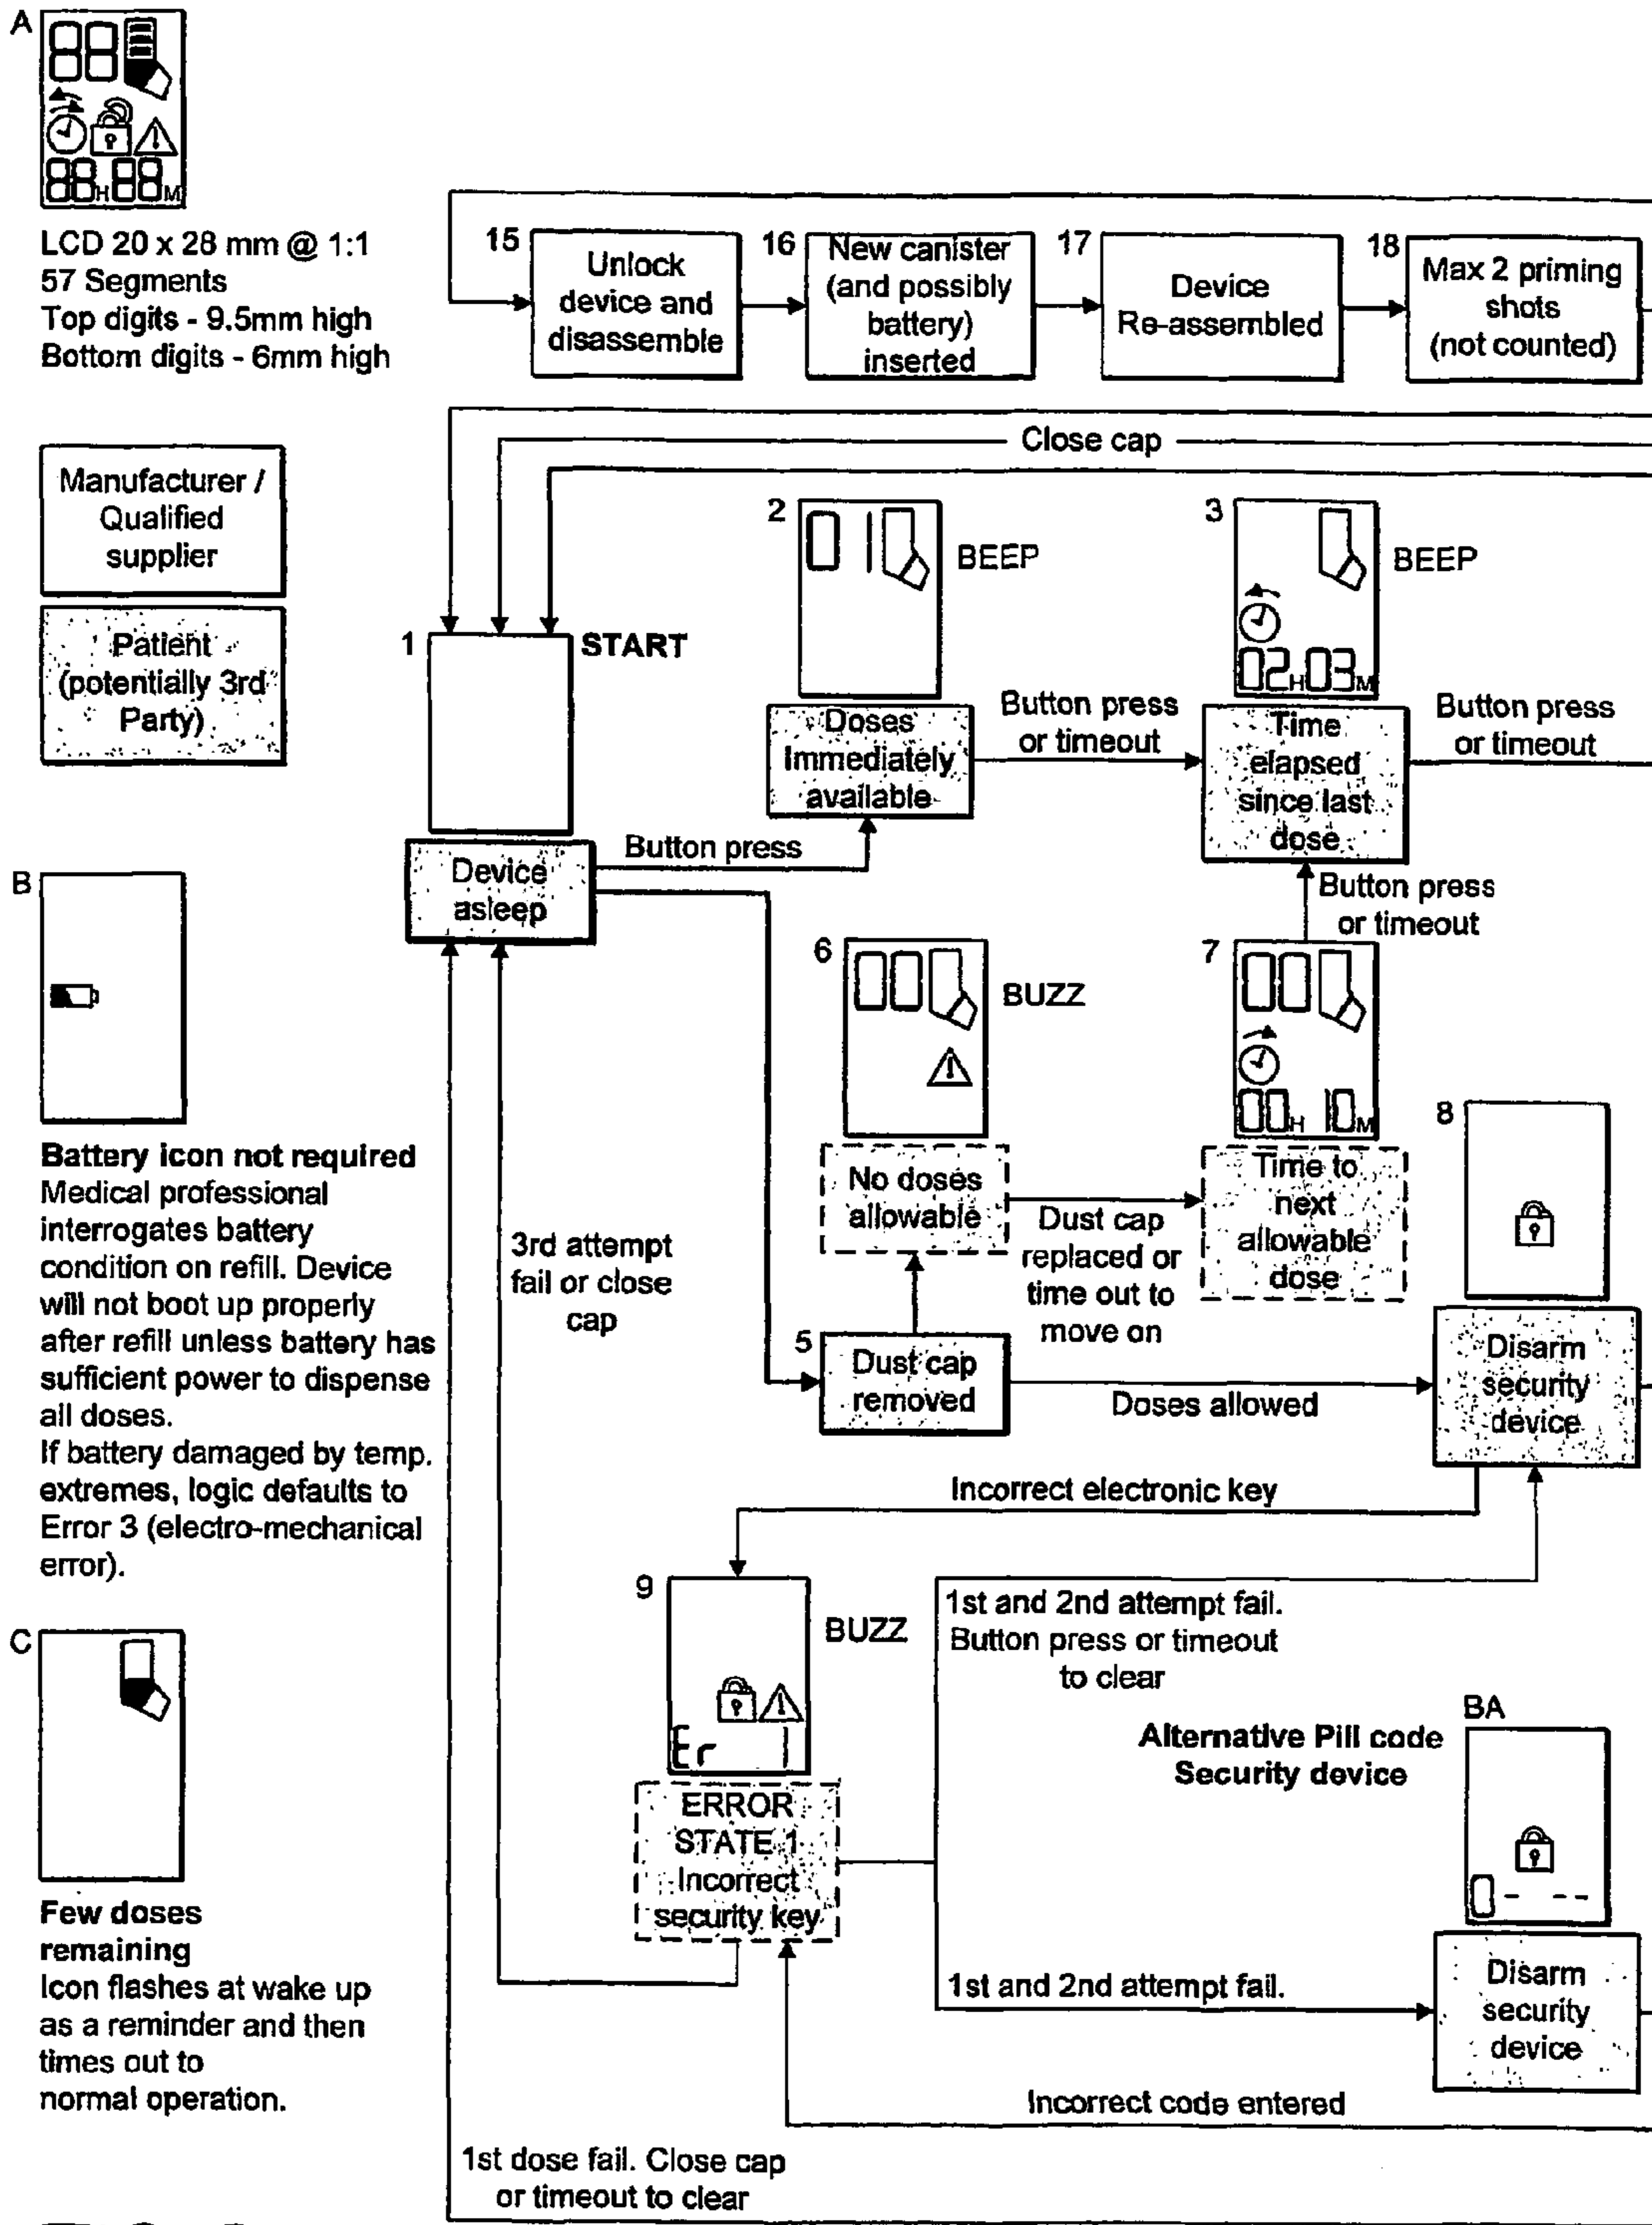 A
88
88H88M
LCD 20 x 28 mm @ 1:1
57 Segments
Top digits - 9.5mm high
Bottom digits - 6mm high
15
Unlock
device and
disassemble
16
New canister
(and possibly
battery)
inserted
17
Device
Re-assembled
18
Max 2 priming
shots
(not counted)
Close cap
Manufacturer /
Qualified
supplier
Patient
(potentially 3rd
Party)
1
START
Device
asleep
Button press
2
0 1
BEEP
Doses
Immediately
available
Button press
or timeout
3
02H03M
BEEP
Time
elapsed
since last
dose
Button press
or timeout
Button press
or timeout
B
Battery icon not required
Medical professional
interrogates battery
condition on refill. Device
will not boot up properly
after refill unless battery has
sufficient power to dispense
all doses.
If battery damaged by temp.
extremes, logic defaults to
Error 3 (electro-mechanical
error).
6
00
BUZZ
No doses
allowable
Dust cap
replaced or
time out to
move on
7
00
00H 10M
Time to
next
allowable
dose
5
Dust cap
removed
Doses allowed
8
Disarm
security
device
3rd attempt
fail or close
cap
Incorrect electronic key
9
BUZZ
Er 1
ERROR
STATE 1
Incorrect
security key
1st and 2nd attempt fail.
Button press or timeout
to clear
Alternative Pill code
Security device
BA
0- --
Disarm
security
device
1st and 2nd attempt fail.
Incorrect code entered
C
Few doses
remaining
Icon flashes at wake up
as a reminder and then
times out to
normal operation.
1st dose fail. Close cap
or timeout to clear